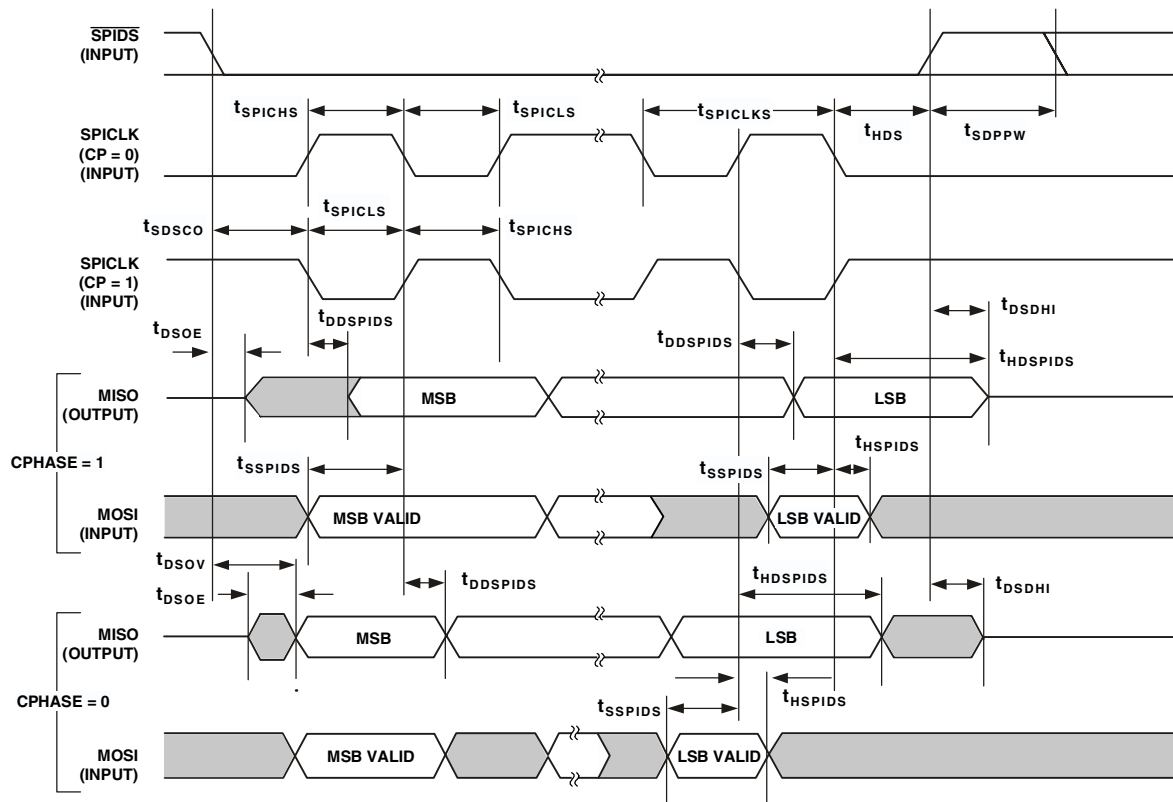 SPIDS
(INPUT)
tSPICHS
tSPICLS
tSPICLKS
tHDS
tSDPPW
SPICLK
(CP = 0)
(INPUT)
tSPICLS
tSDSCO
tSPICHS
SPICLK
(CP = 1)
(INPUT)
tDSOE
tDDSPIDS
tDDSPIDS
tDSDHI
tHDSPIDS
MISO
(OUTPUT)
MSB
LSB
CPHASE = 1
tSSPIDS
tSSPIDS
tHSPIDS
MOSI
(INPUT)
MSB VALID
LSB VALID
tDSOV
tDSOE
tDDSPIDS
tHDSPIDS
tDSDHI
MISO
(OUTPUT)
MSB
LSB
CPHASE = 0
tSSPIDS
tHSPIDS
MOSI
(INPUT)
MSB VALID
LSB VALID